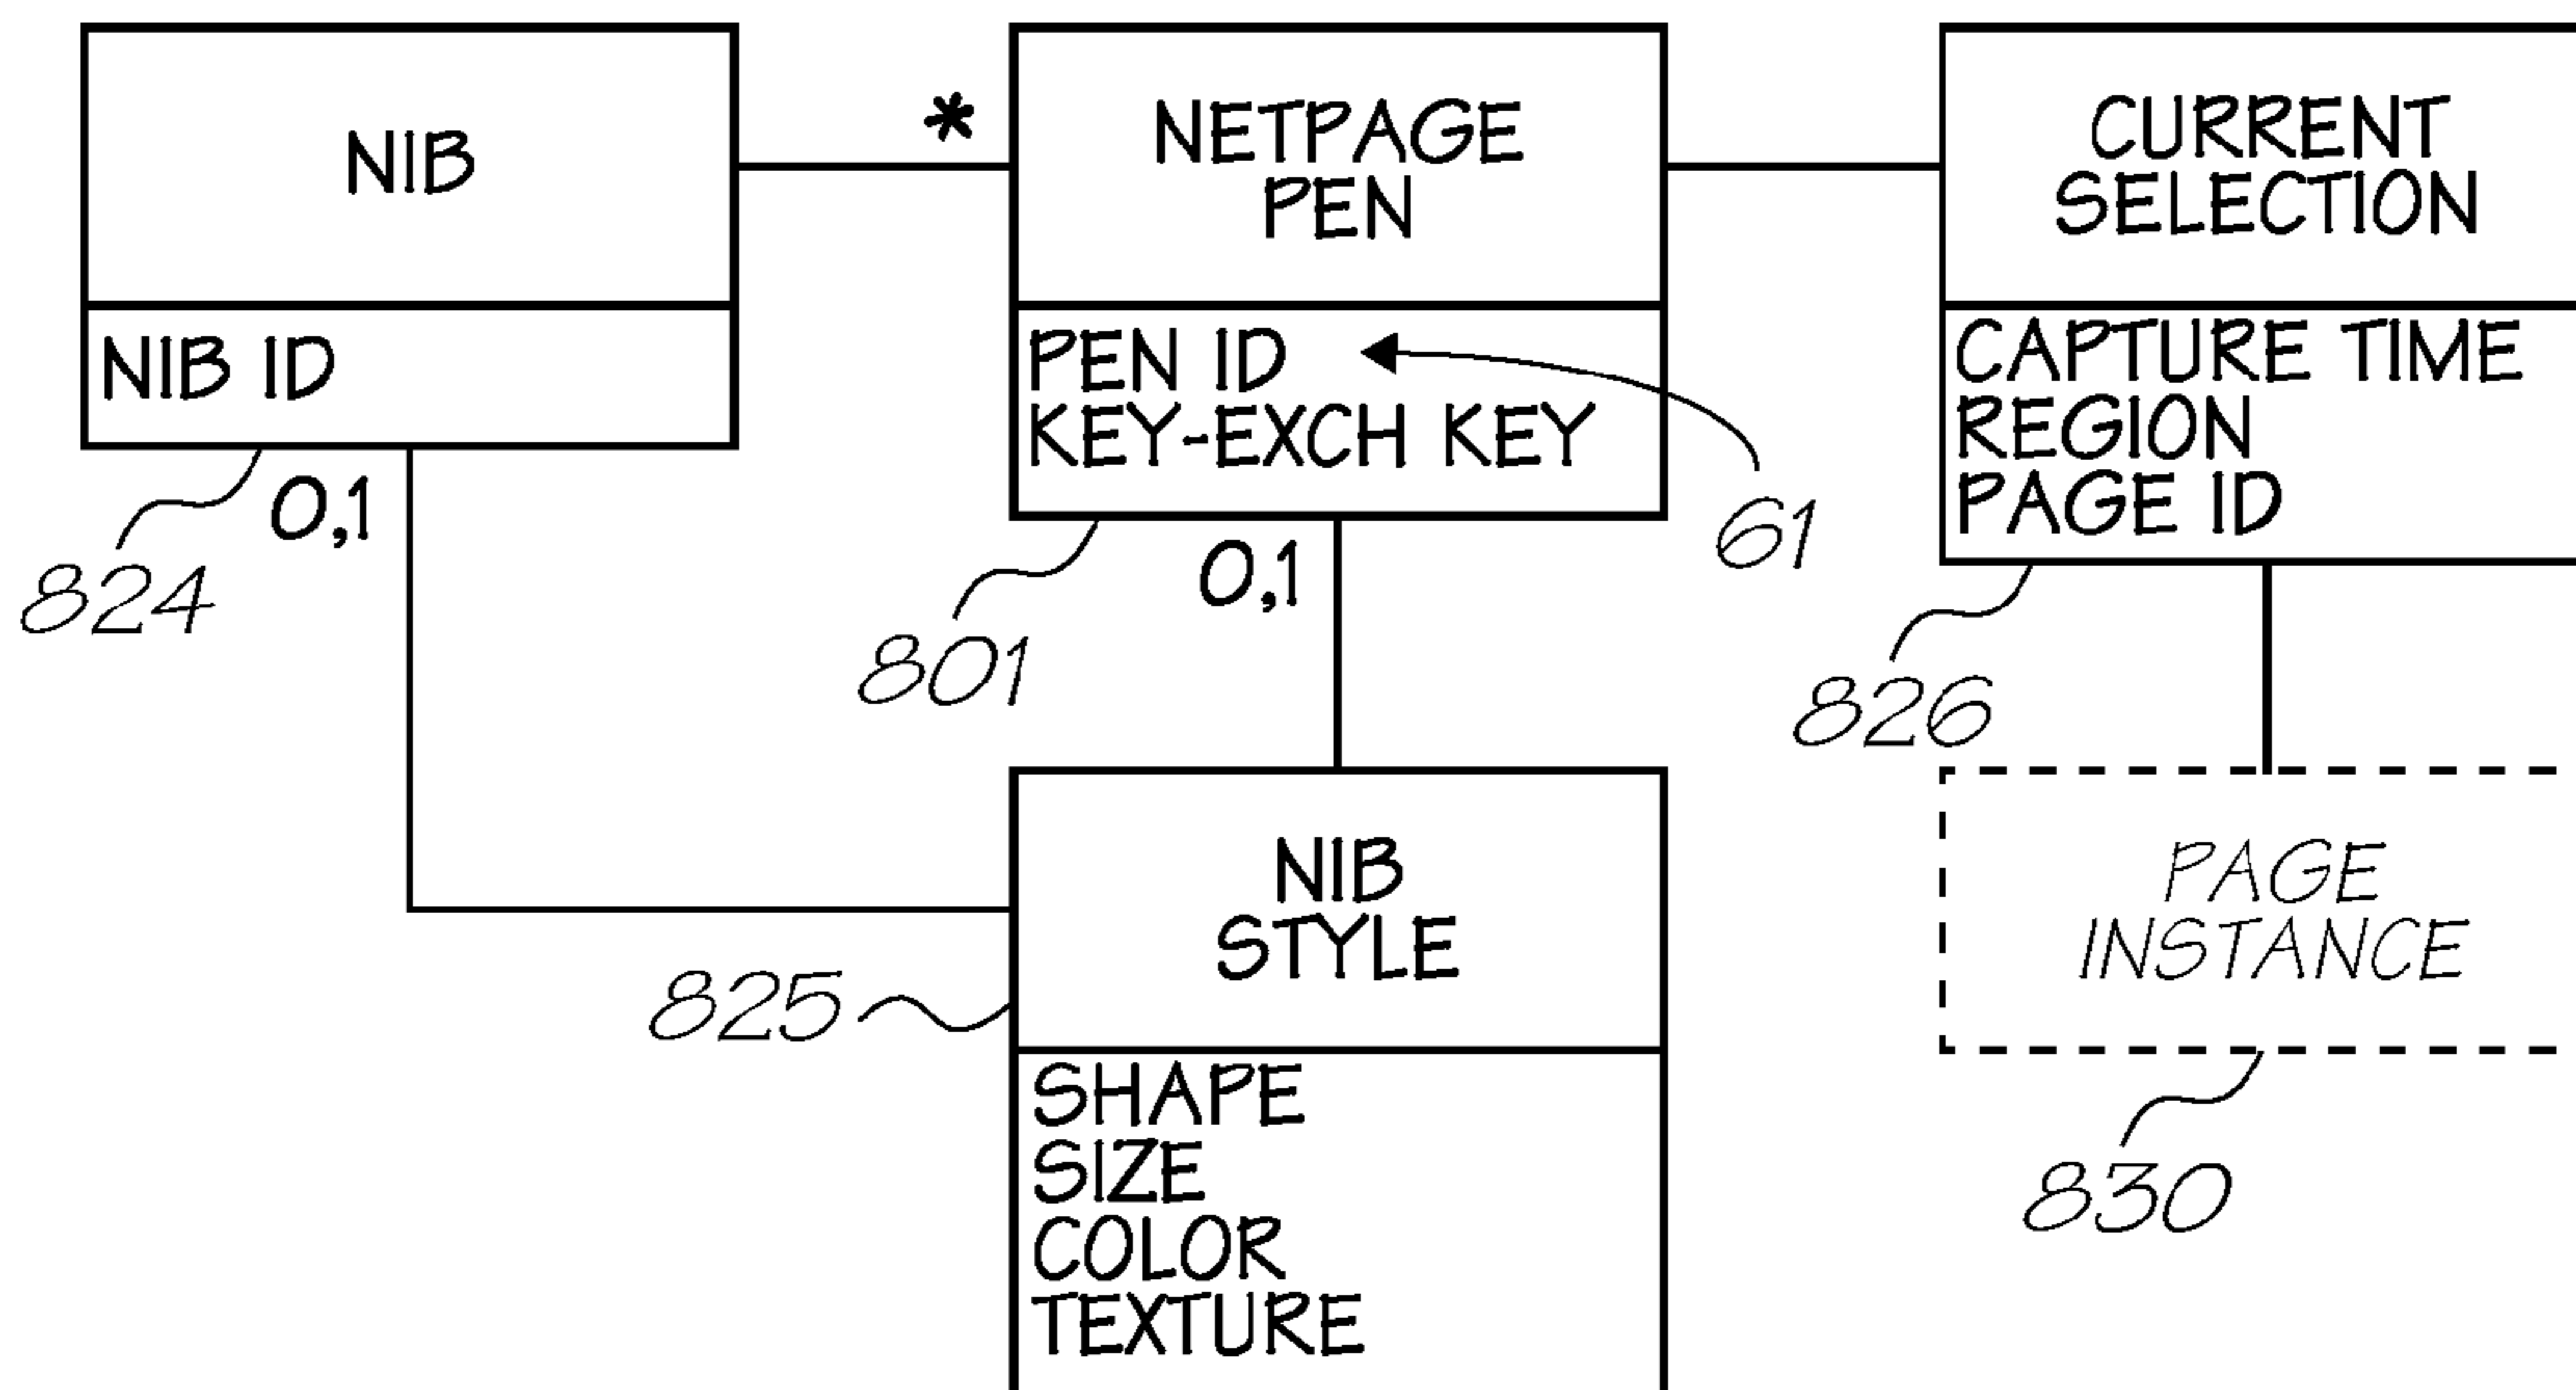 NIB
NIB ID
824
0,1
*
NETPAGE
PEN
PEN ID
KEY-EXCH KEY
61
801
0,1
CURRENT
SELECTION
CAPTURE TIME
REGION
PAGE ID
826
NIB
STYLE
825
SHAPE
SIZE
COLOR
TEXTURE
PAGE
INSTANCE
830